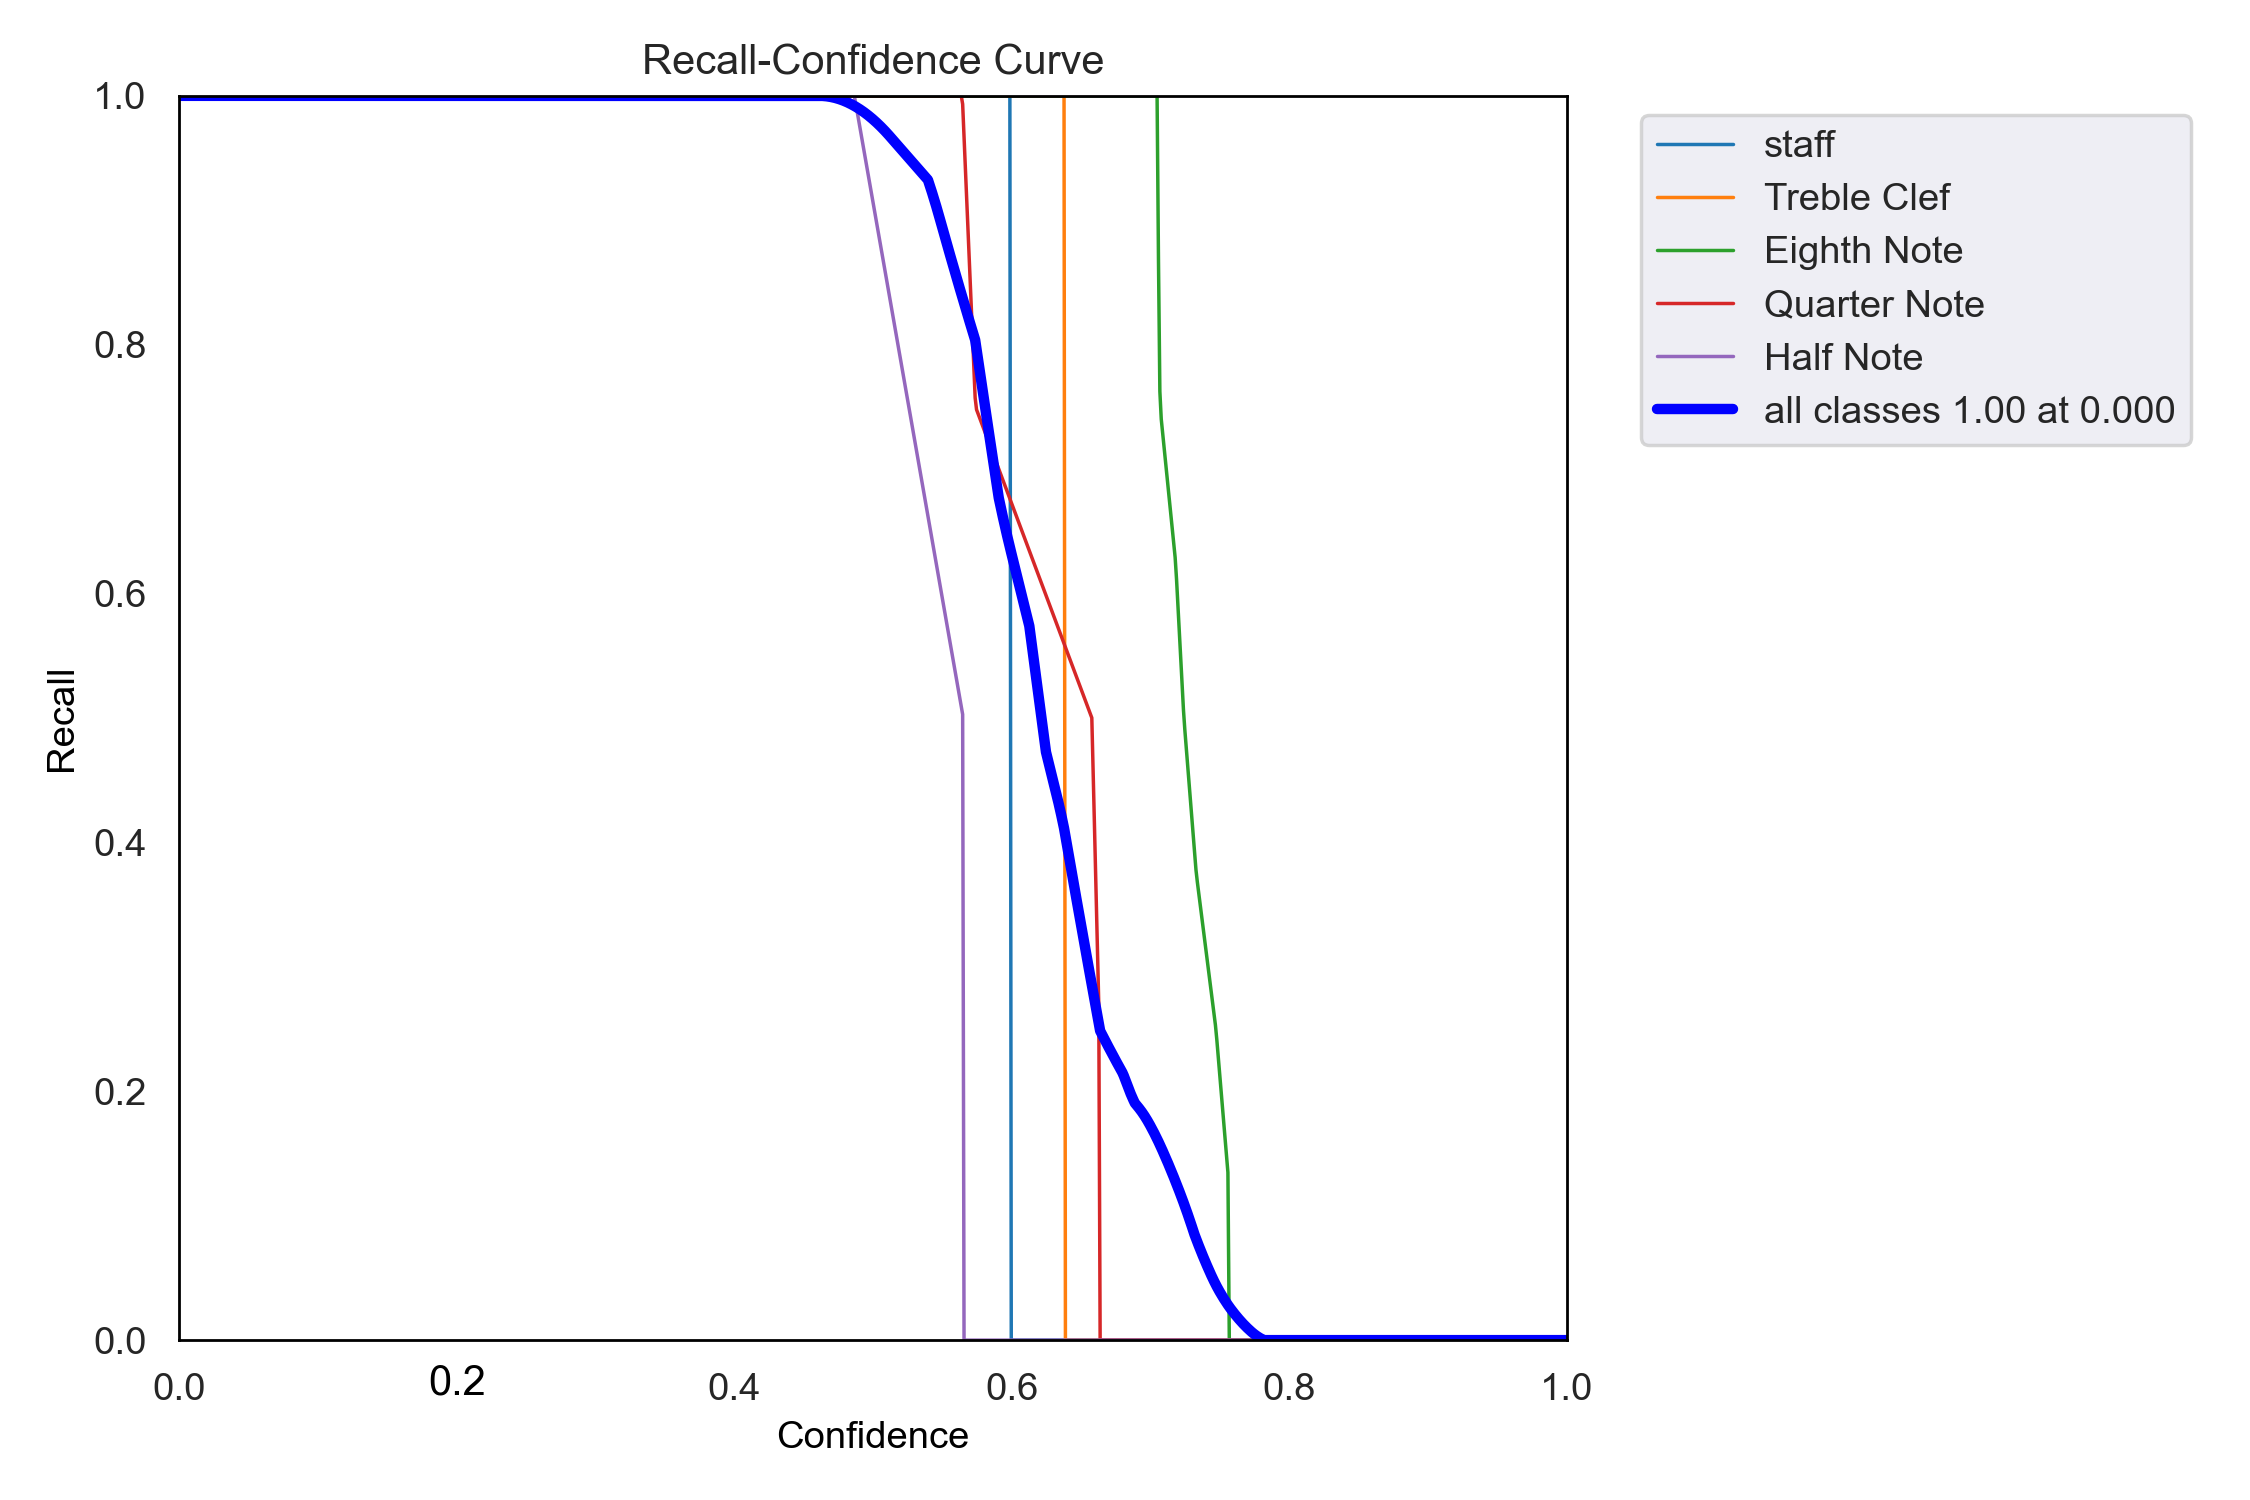 Recall-Confidence Curve
1.0
0.8
0.6
0.4
0.2
0.0
Recall
0.0 0.2 0.4 0.6 0.8 1.0
Confidence
staff
Treble Clef
Eighth Note
Quarter Note
Half Note
all classes 1.00 at 0.000